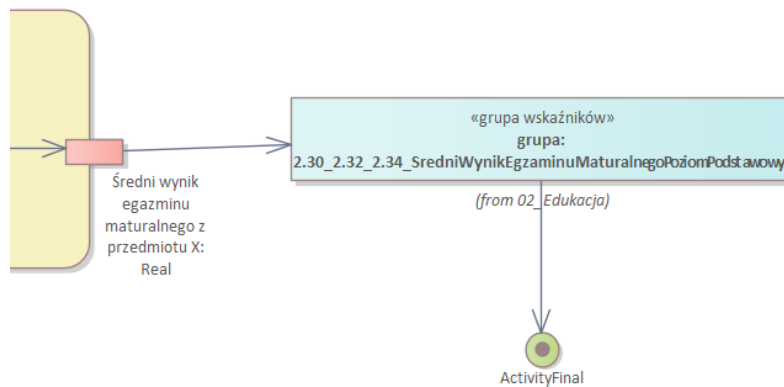 «grupa wskaźników»
grupa:
2.30_2.32_2.34_SredniWynikEgzaminuMaturalnegoPoziomPodstawowy
Średni wynik
egazminu
maturalnego z
przedmiotu X:
Real
(from 02_Edukacja)
ActivityFinal